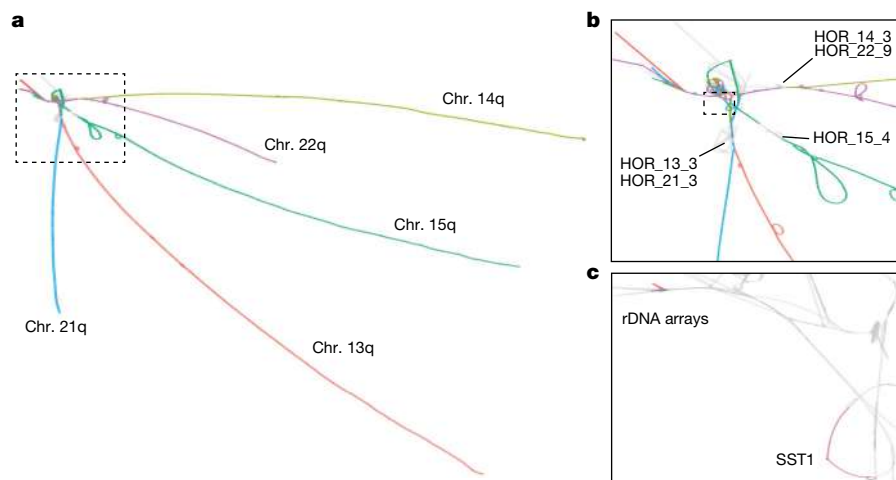 a
Chr. 14q
Chr. 22q
Chr. 15q
Chr. 21q
Chr. 13q
b
HOR_14_3
HOR_22_9
HOR_15_4
HOR_13_3
HOR_21_3
c
rDNA arrays
SST1